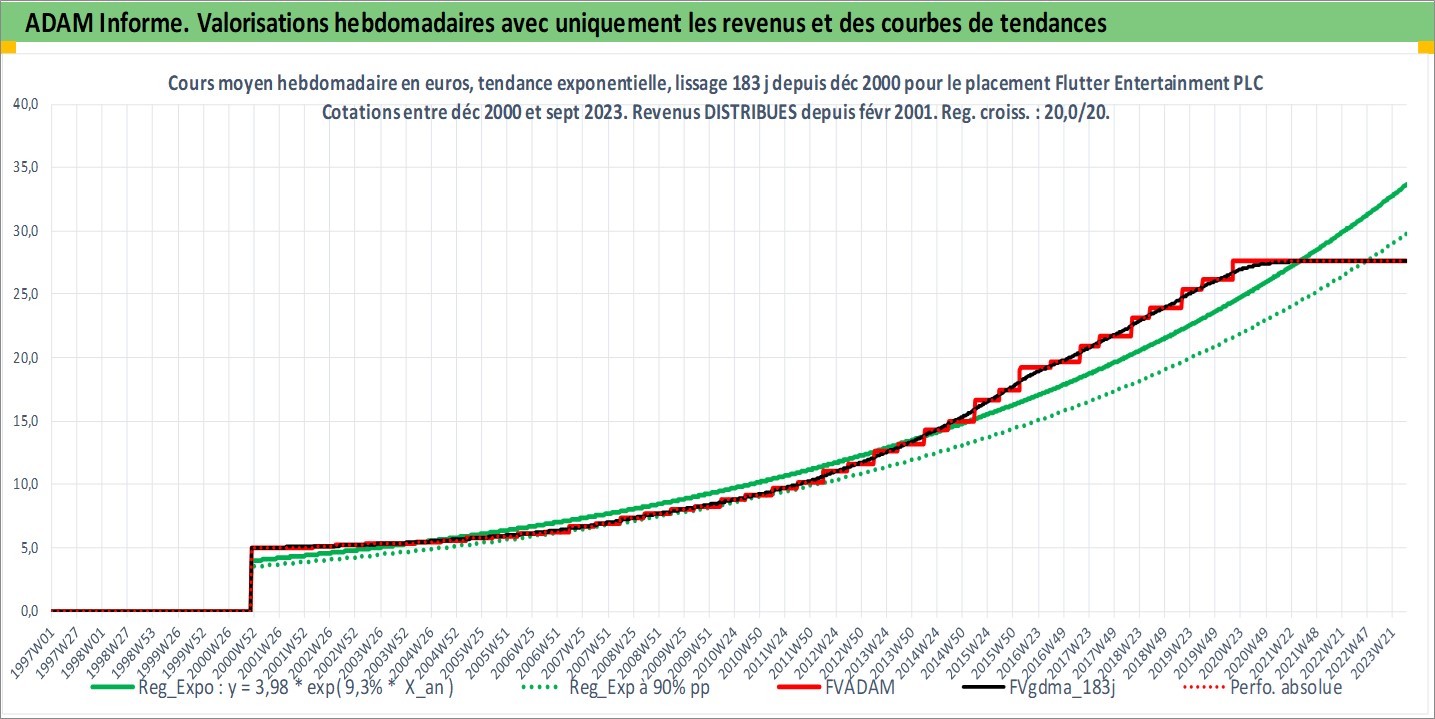 ADAM Informe. Valorisations hebdomadaires avec uniquement les revenus et des courbes de tendances
Cours moyen hebdomadaire en euros, tendance exponentielle, lissage 183 j depuis déc 2000 pour le placement Flutter Entertainment PLC
Cotations entre déc 2000 et sept 2023. Revenus DISTRIBUES depuis févr 2001. Reg. croiss. : 20,0/20.
40,0
35,0
30,0
25,0
20,0
15,0
10,0
5,0
0,0
1997W01
1997W27
1998W01
1998W27
1998W53
1999W26
1999W52
2000W26
2000W52
2001W26
2001W52
2002W26
2002W52
2003W26
2003W52
2004W26
2004W52
2005W25
2005W51
2006W25
2006W51
2007W25
2007W51
2008W25
2008W51
2009W25
2009W51
2010W24
2010W50
2011W24
2011W50
2012W24
2012W50
2013W24
2013W50
2014W24
2014W50
2015W24
2015W50
2016W23
2016W49
2017W23
2017W49
2018W23
2018W49
2019W23
2019W49
2020W23
2020W49
2021W22
2021W48
2022W21
2022W47
2023W21
Reg_Expo : y = 3,98 * exp( 9,3% * X_an )
Reg_Exp à 90% pp
FVADAM
FVgdma_183j
Perfo. absolue